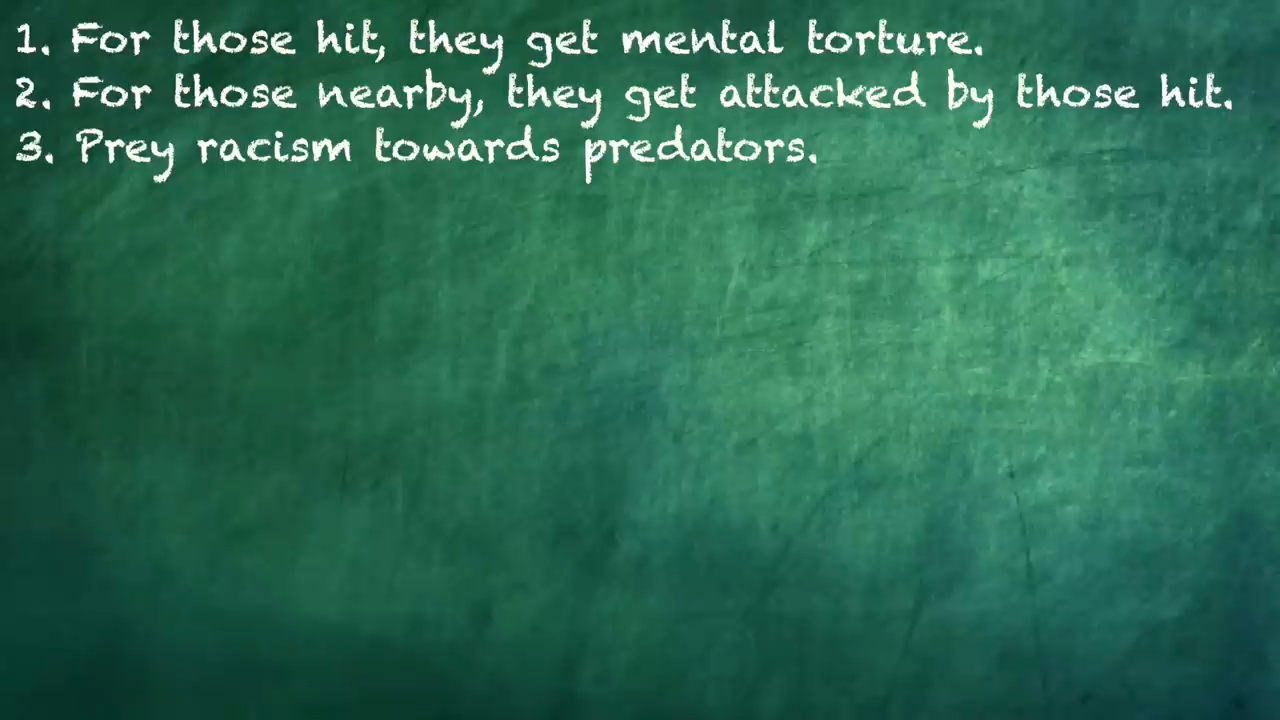 1. For those hit, they get mental torture.
2. For those nearby, they get attacked by those hit.
3. Prey racism towards predators.